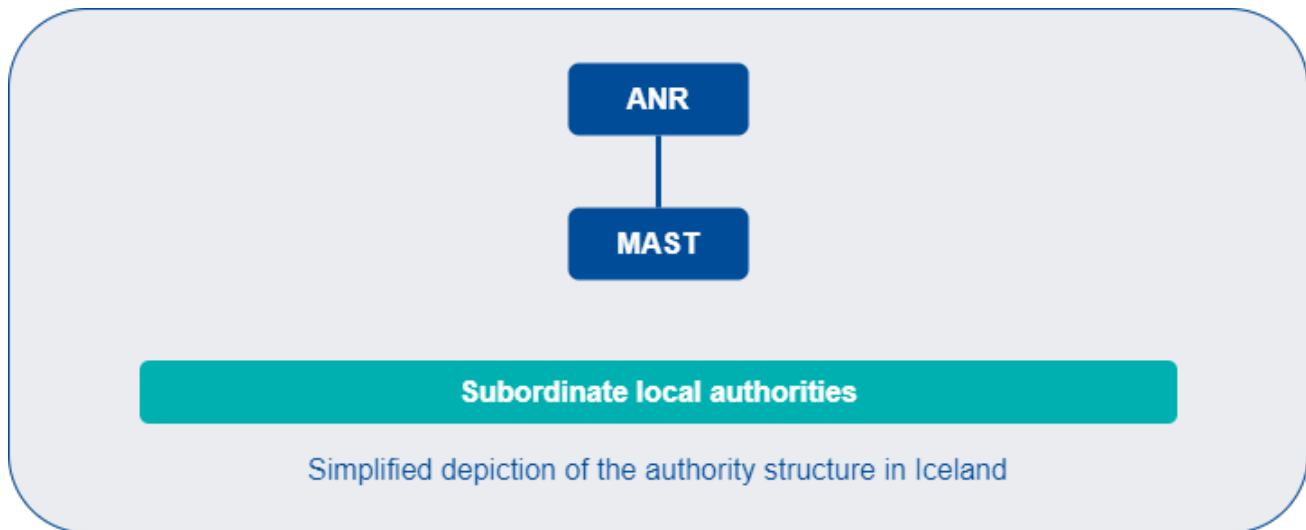 ANR
MAST
Subordinate local authorities
Simplified depiction of the authority structure in Iceland